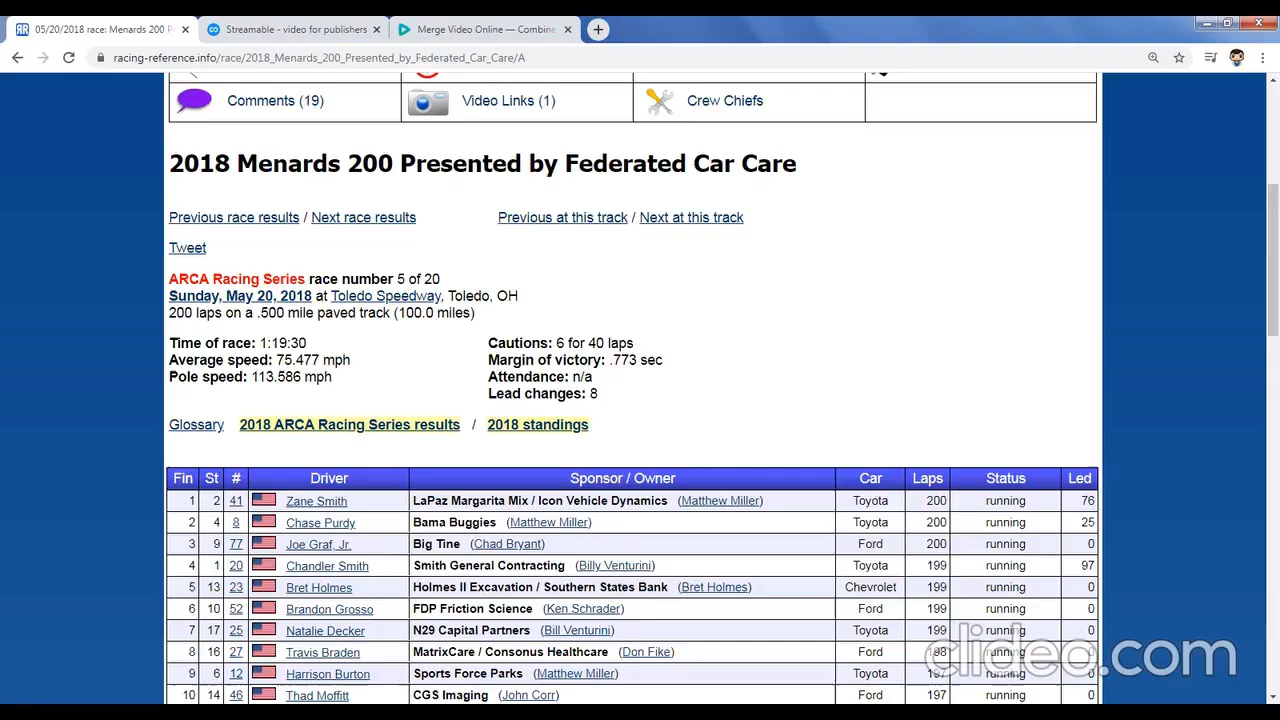 05/20/2018 race: Menards 200 P
Streamable - video for publishers
Merge Video Online — Combine
racing-reference.info/race/2018_Menards_200_Presented_by_Federated_Car_Care/A
Comments (19) Video Links (1) Crew Chiefs
2018 Menards 200 Presented by Federated Car Care
Previous race results / Next race results Previous at this track / Next at this track
Tweet
ARCA Racing Series race number 5 of 20
Sunday, May 20, 2018 at Toledo Speedway, Toledo, OH
200 laps on a .500 mile paved track (100.0 miles)
Time of race: 1:19:30 Cautions: 6 for 40 laps
Average speed: 75.477 mph Margin of victory: .773 sec
Pole speed: 113.586 mph Attendance: n/a
Lead changes: 8
Glossary 2018 ARCA Racing Series results / 2018 standings
Fin St # Driver Sponsor / Owner Car Laps Status Led
1 2 41 Zane Smith LaPaz Margarita Mix / Icon Vehicle Dynamics (Matthew Miller) Toyota 200 running 76
2 4 8 Chase Purdy Bama Buggies (Matthew Miller) Toyota 200 running 25
3 9 77 Joe Graf, Jr. Big Tine (Chad Bryant) Ford 200 running 0
4 1 20 Chandler Smith Smith General Contracting (Billy Venturini) Toyota 199 running 97
5 13 23 Bret Holmes Holmes II Excavation / Southern States Bank (Bret Holmes) Chevrolet 199 running 0
6 10 52 Brandon Grosso FDP Friction Science (Ken Schrader) Ford 199 running 0
7 17 25 Natalie Decker N29 Capital Partners (Bill Venturini) Toyota 199 running 0
8 16 27 Travis Braden MatrixCare / Consonus Healthcare (Don Fike) Ford 198 running 0
9 6 12 Harrison Burton Sports Force Parks (Matthew Miller) Toyota 197 running 0
10 14 46 Thad Moffitt CGS Imaging (John Corr) Ford 197 running 0
clideo.com